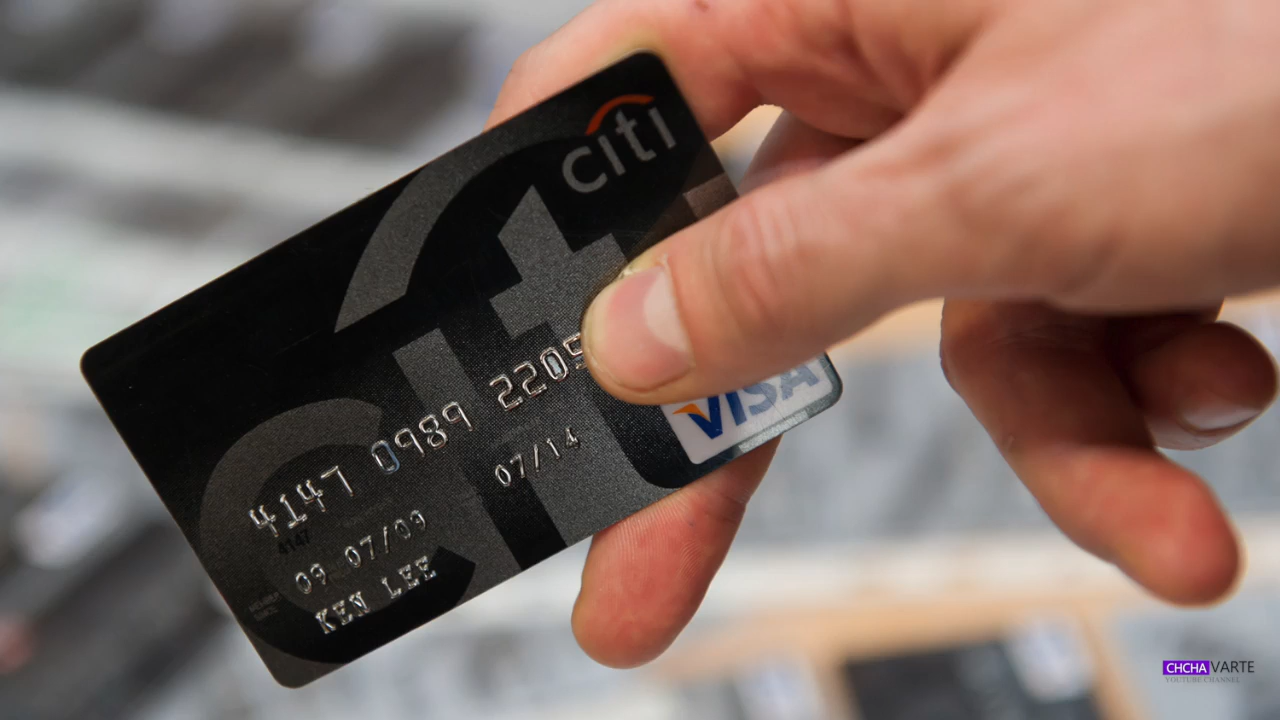 citi
4147 0989 2205
4147
07/14
09 07/09
KEN LEE
VISA
CHCHAVARTE
YOUTUBE CHANNEL